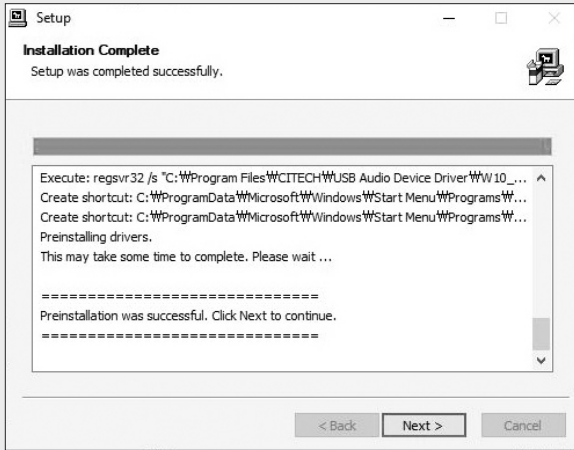 Setup
Installation Complete
Setup was completed successfully.
Execute: regsvr32 /s "C:₩Program Files₩CITECH₩USB Audio Device Driver₩W10_...
Create shortcut: C:₩ProgramData₩Microsoft₩Windows₩Start Menu₩Programs₩...
Create shortcut: C:₩ProgramData₩Microsoft₩Windows₩Start Menu₩Programs₩...
Preinstalling drivers.
This may take some time to complete. Please wait ...
==============================
Preinstallation was successful. Click Next to continue.
==============================
< Back Next > Cancel